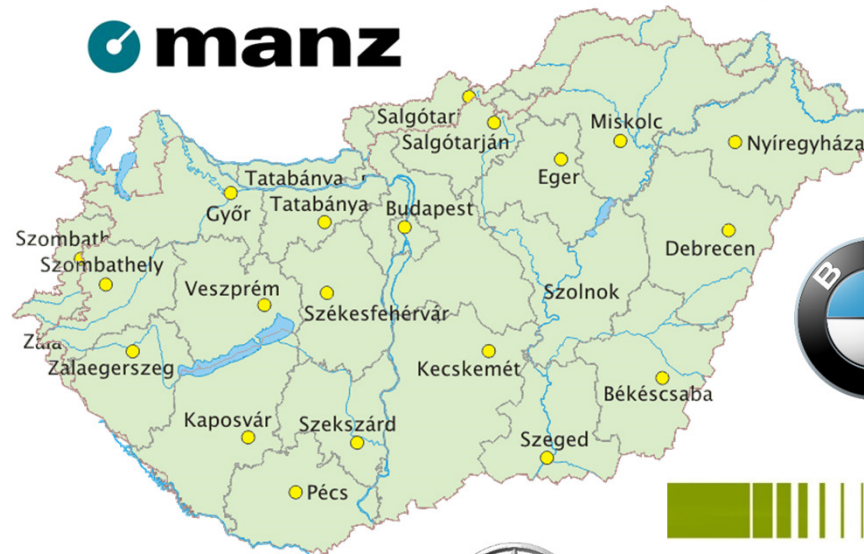 manz
Salgótar
Salgótarján
Miskolc
Nyíregyháza
Eger
Tatabánya
Tatabánya
Győr
Budapest
Szombath
Szombathely
Debrecen
Veszprém
Székesfehérvár
Szolnok
Zala
Zalaegerszeg
Kecskemét
Békéscsaba
Kaposvár
Szekszárd
Szeged
Pécs
B